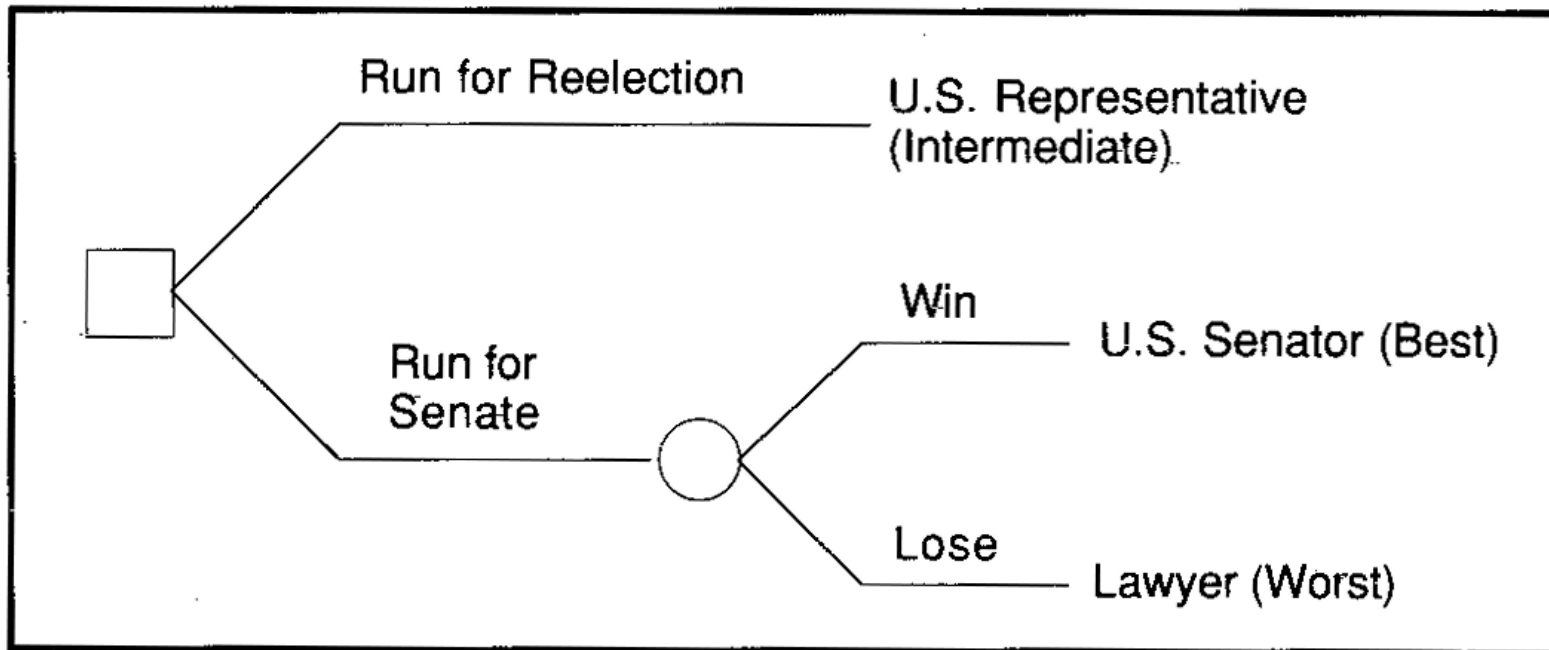 Run for Reelection
U.S. Representative
(Intermediate)
Win
U.S. Senator (Best)
Run for
Senate
Lose
Lawyer (Worst)